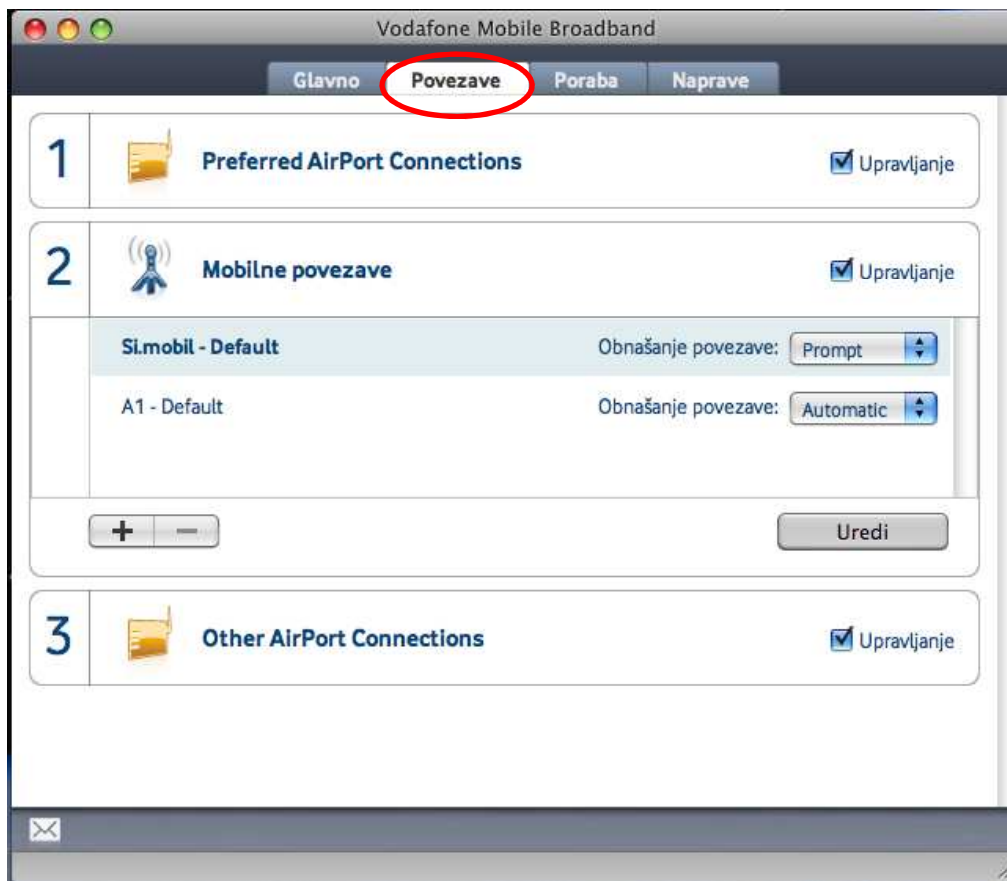 Vodafone Mobile Broadband
Glavno Povezave Poraba Naprave
1 Preferred AirPort Connections Upravljanje
2 Mobilne povezave Upravljanje
Si.mobil - Default Obnašanje povezave: Prompt
A1 - Default Obnašanje povezave: Automatic
+ − Uredi
3 Other AirPort Connections Upravljanje